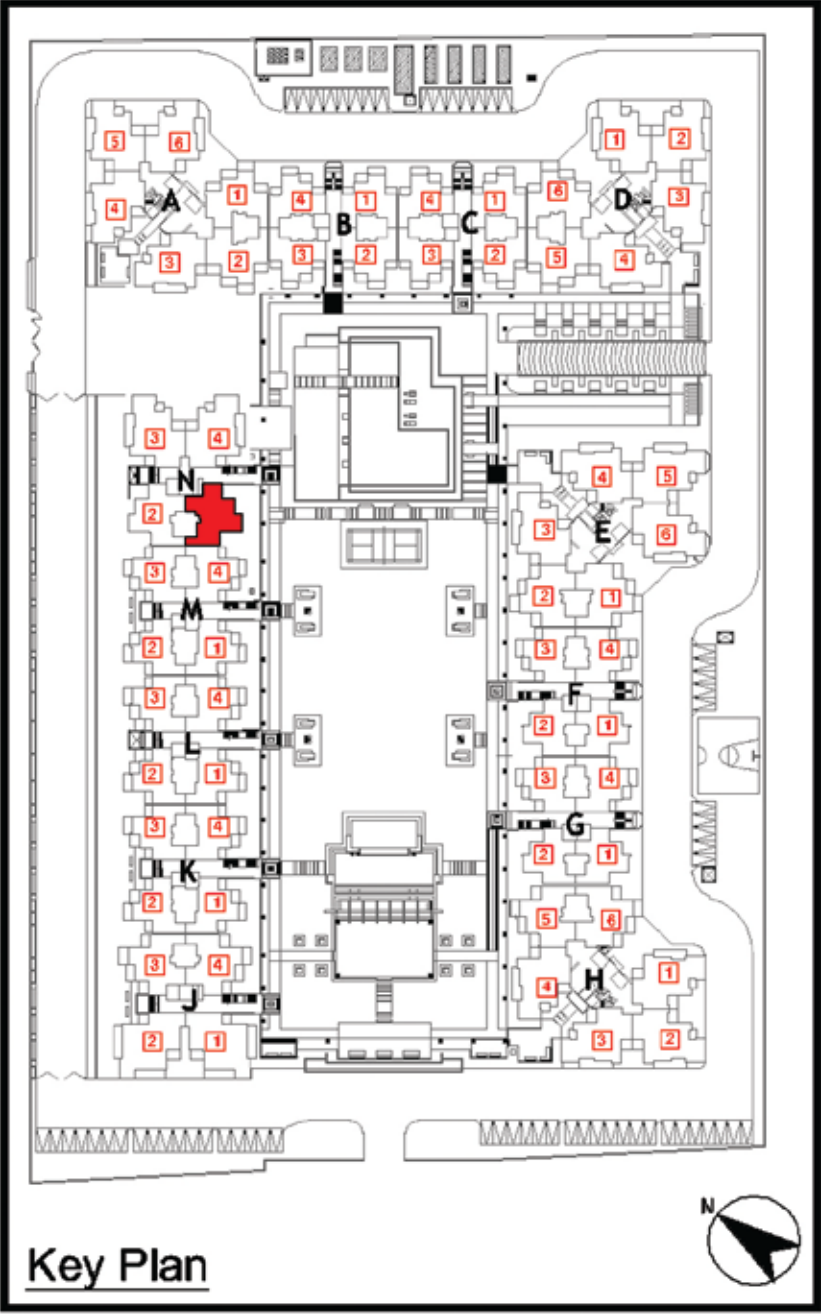 5 6 1 2
4 A 1 4 1 4 1 6 D 3
B C
3 2 3 2 3 2 5 4
3 4
N
2
4 5
3 E 6
3 4 2 1
M
2 1 3 4
F
3 4 2 1
L
2 1 3 4
G
3 4 2 1
K
2 1 5 6
3 4 4 H 1
J
2 1 3 2
N
Key Plan